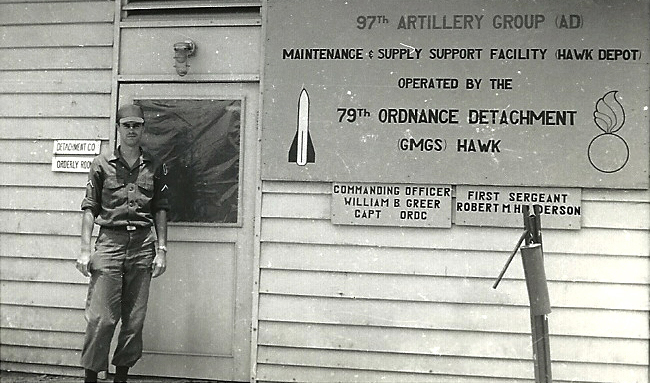 97TH ARTILLERY GROUP (AD)
MAINTENANCE & SUPPLY SUPPORT FACILITY (HAWK DEPOT)
OPERATED BY THE
79TH ORDNANCE DETACHMENT
(GMGS) HAWK
DETACHMENT CO
ORDERLY ROOM
COMMANDING OFFICER
WILLIAM B GREER
CAPT ORDC
FIRST SERGEANT
ROBERT M